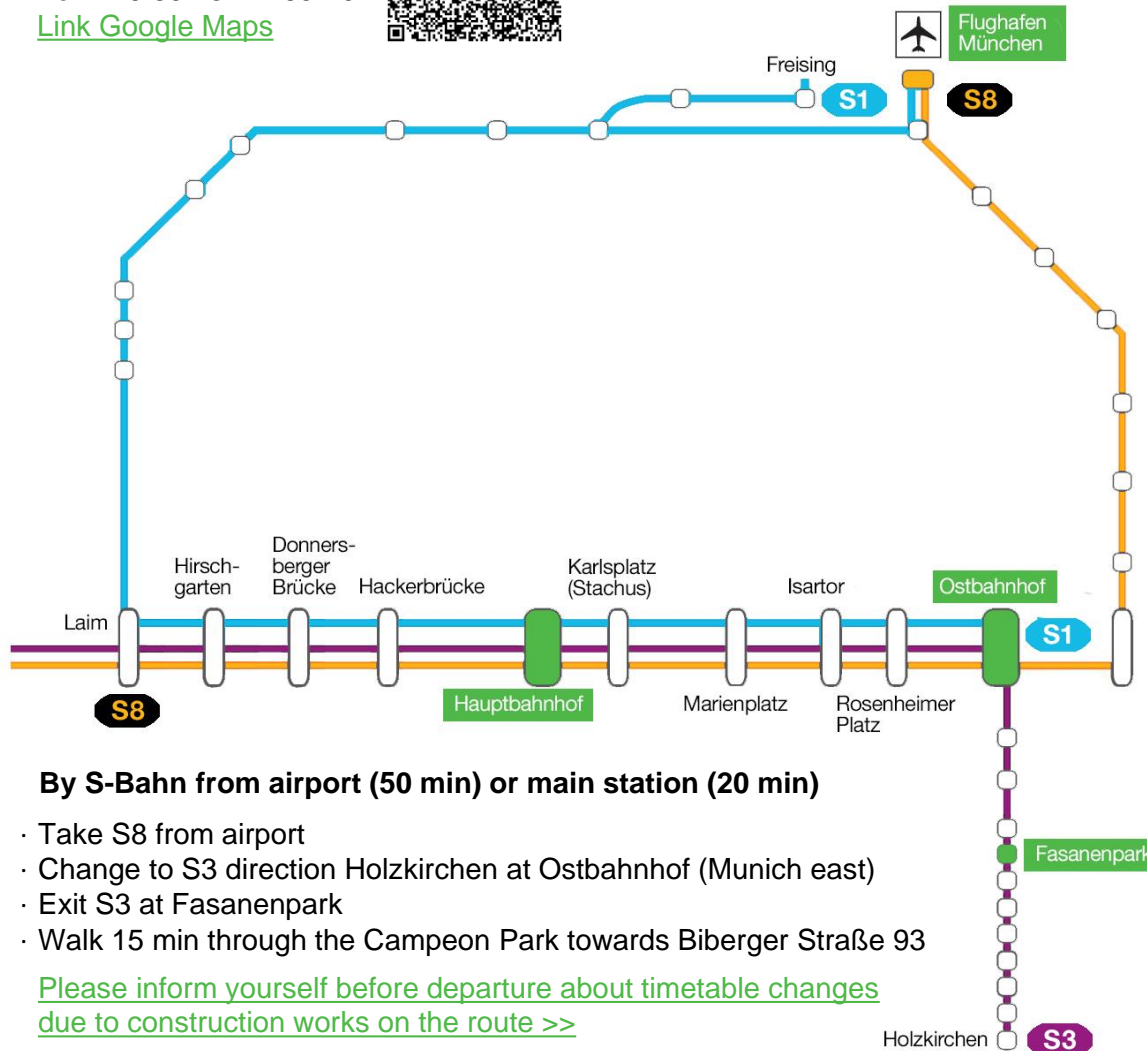 Link Google Maps
Flughafen
München
Freising
S1
S8
Donners-
Hirsch-
berger
Karlsplatz
garten
Brücke
Hackerbrücke
(Stachus)
Isartor
Ostbahnhof
Laim
S1
S8
Hauptbahnhof
Marienplatz
Rosenheimer
Platz
By S-Bahn from airport (50 min) or main station (20 min)
· Take S8 from airport
· Change to S3 direction Holzkirchen at Ostbahnhof (Munich east)
· Exit S3 at Fasanenpark
· Walk 15 min through the Campeon Park towards Biberger Straße 93
Fasanenpark
Please inform yourself before departure about timetable changes
due to construction works on the route >>
Holzkirchen
S3